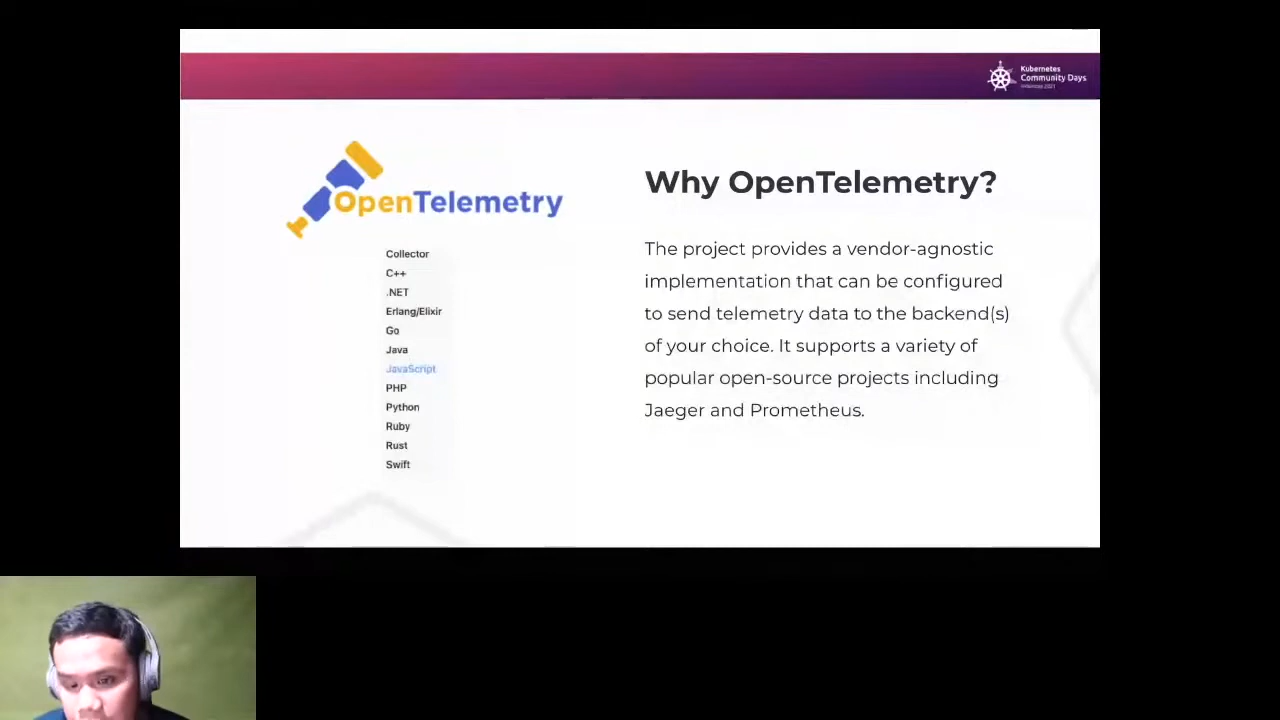 Kubernetes
Community Days
OpenTelemetry
Collector
C++
.NET
Erlang/Elixir
Go
Java
JavaScript
PHP
Python
Ruby
Rust
Swift
Why OpenTelemetry?
The project provides a vendor-agnostic
implementation that can be configured
to send telemetry data to the backend(s)
of your choice. It supports a variety of
popular open-source projects including
Jaeger and Prometheus.